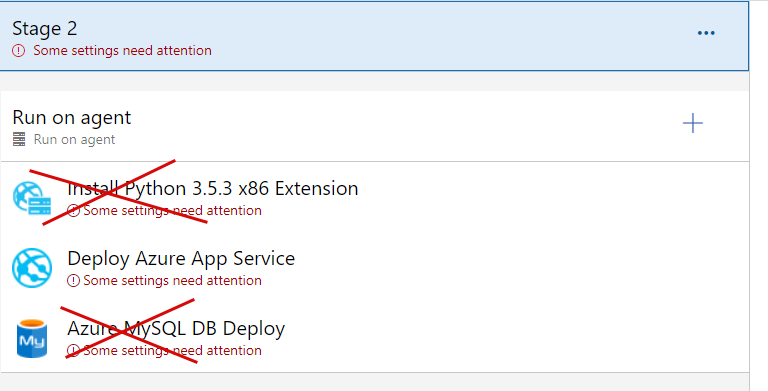 Stage 2
Some settings need attention
...
Run on agent
Run on agent
Install Python 3.5.3 x86 Extension
Some settings need attention
Deploy Azure App Service
Some settings need attention
Azure MySQL DB Deploy
My
Some settings need attention